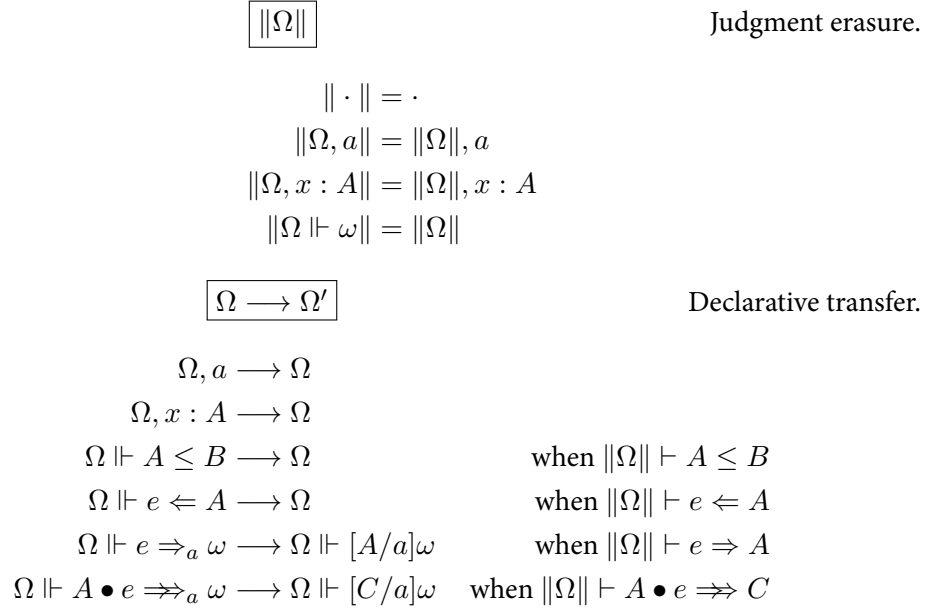 ‖Ω‖ Judgment erasure.
‖ · ‖ = ·
‖Ω, a‖ = ‖Ω‖, a
‖Ω, x : A‖ = ‖Ω‖, x : A
‖Ω ⊩ ω‖ = ‖Ω‖
Ω ⟶ Ω′ Declarative transfer.
Ω, a ⟶ Ω
Ω, x : A ⟶ Ω
Ω ⊩ A ≤ B ⟶ Ω when ‖Ω‖ ⊢ A ≤ B
Ω ⊩ e ⇐ A ⟶ Ω when ‖Ω‖ ⊢ e ⇐ A
Ω ⊩ e ⇒ₐ ω ⟶ Ω ⊩ [A/a]ω when ‖Ω‖ ⊢ e ⇒ A
Ω ⊩ A • e ⇒⇒ₐ ω ⟶ Ω ⊩ [C/a]ω when ‖Ω‖ ⊢ A • e ⇒⇒ C